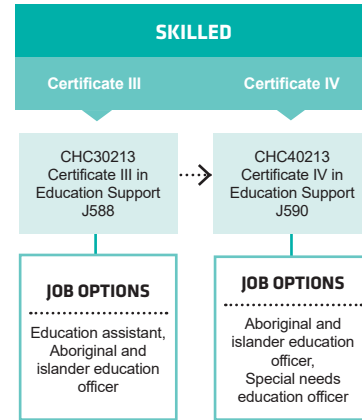 SKILLED
Certificate III
Certificate IV
CHC30213
Certificate III in
Education Support
J588
CHC40213
Certificate IV in
Education Support
J590
JOB OPTIONS
Education assistant,
Aboriginal and
islander education
officer
JOB OPTIONS
Aboriginal and
islander education
officer,
Special needs
education officer